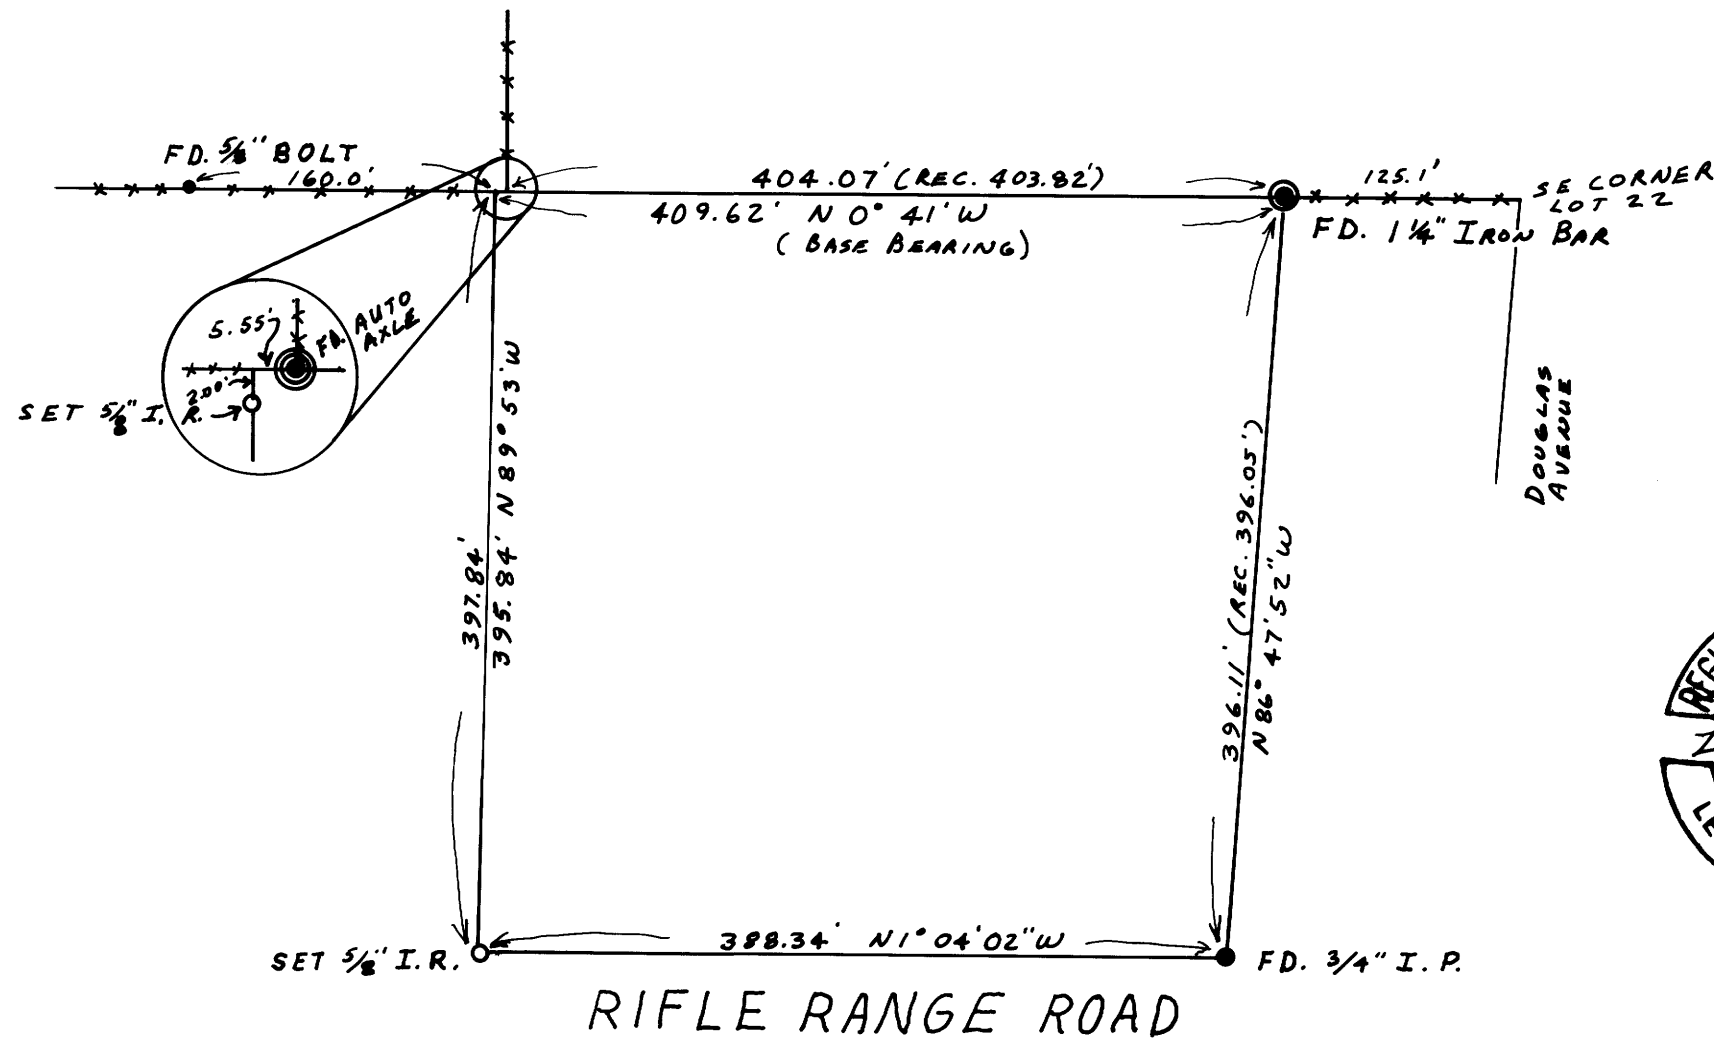 FD. 5/8" BOLT
160.0'
404.07' (REC. 403.82')
125.1'
SE CORNER
LOT 22
409.62' N 0° 41' W
(BASE BEARING)
FD. 1 1/4" IRON BAR
5.55'
FD. AUTO
AXLE
2.00'
SET 5/8" I.R.
397.84'
395.84' N 89° 53' W
396.11' (REC. 396.05')
N 86° 47' 52" W
DOUGLAS
AVENUE
SET 5/8" I.R.
388.34' N 1° 04' 02" W
FD. 3/4" I.P.
RIFLE RANGE ROAD